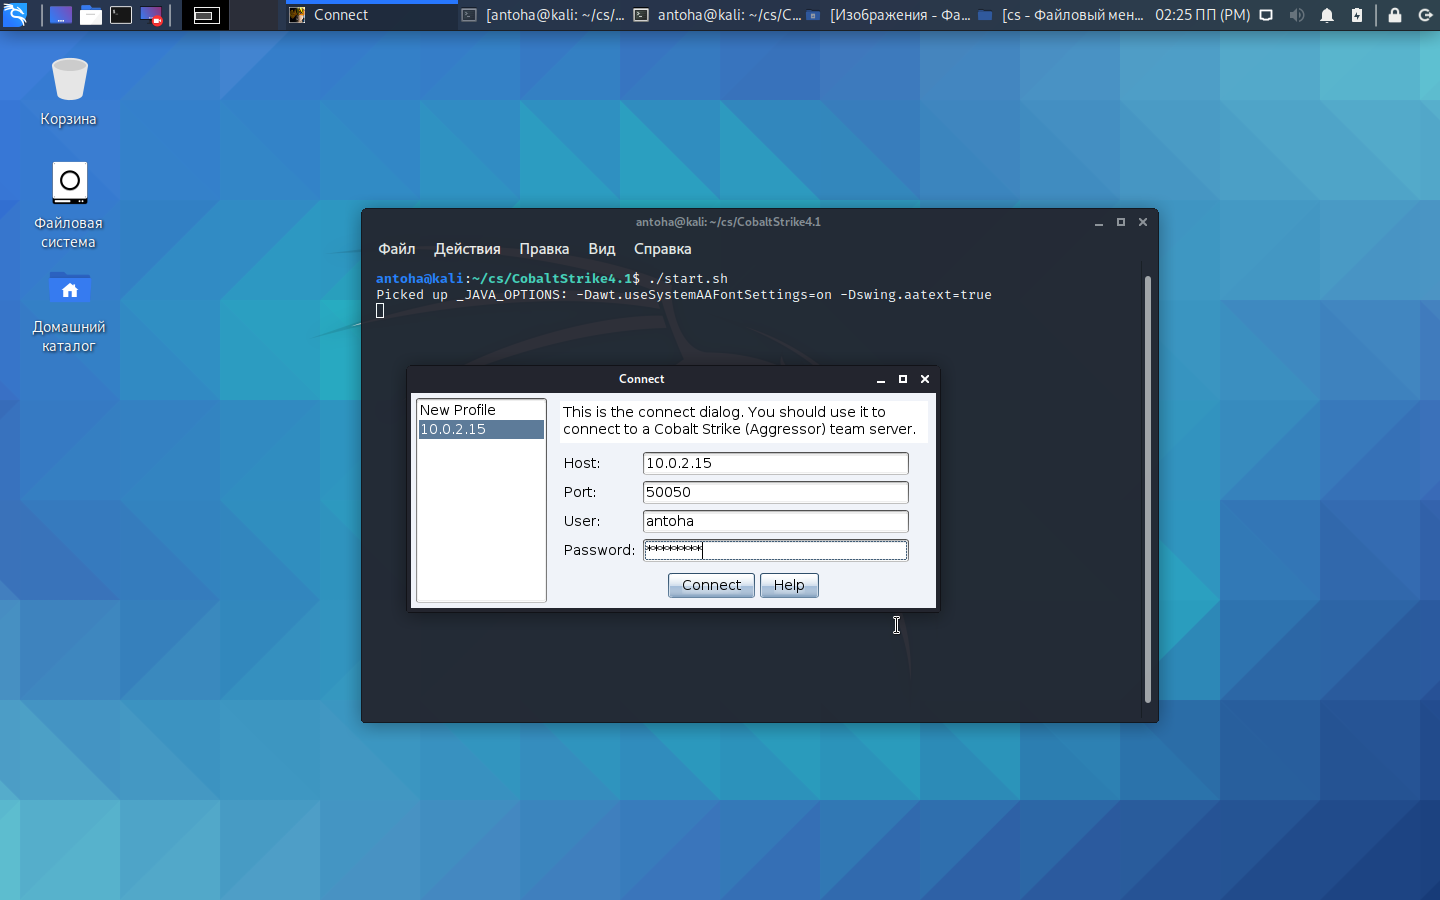 Connect
[antoha@kali: ~/cs/...
antoha@kali: ~/cs/C...
[Изображения - Фа...
[cs - Файловый мен...
02:25 ПП (PM)
Корзина
Файловая
система
Домашний
каталог
antoha@kali: ~/cs/CobaltStrike4.1
Файл Действия Правка Вид Справка
antoha@kali:~/cs/CobaltStrike4.1$ ./start.sh
Picked up _JAVA_OPTIONS: -Dawt.useSystemAAFontSettings=on -Dswing.aatext=true
Connect
New Profile
10.0.2.15
This is the connect dialog. You should use it to
connect to a Cobalt Strike (Aggressor) team server.
Host: 10.0.2.15
Port: 50050
User: antoha
Password: ********
Connect Help